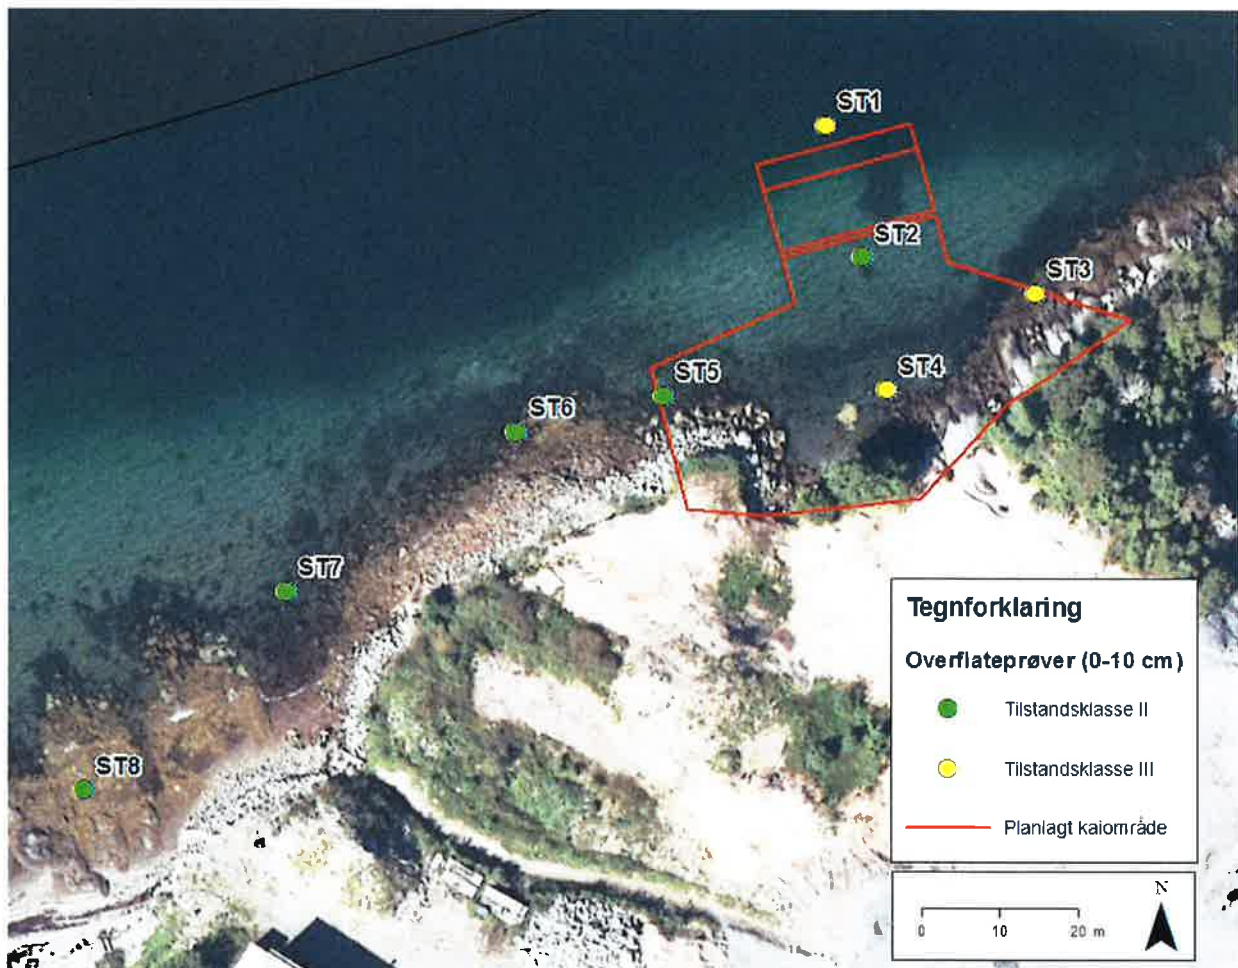 ST1
ST2
ST3
ST4
ST5
ST6
ST7
ST8
Tegnforklaring
Overflateprøver (0-10 cm)
Tilstandsklasse II
Tilstandsklasse III
Planlagt kaiområde
N
0 10 20 m